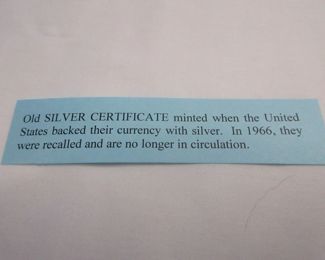 Old SILVER CERTIFICATE minted when the United
States backed their currency with silver. In 1966, they
were recalled and are no longer in circulation.